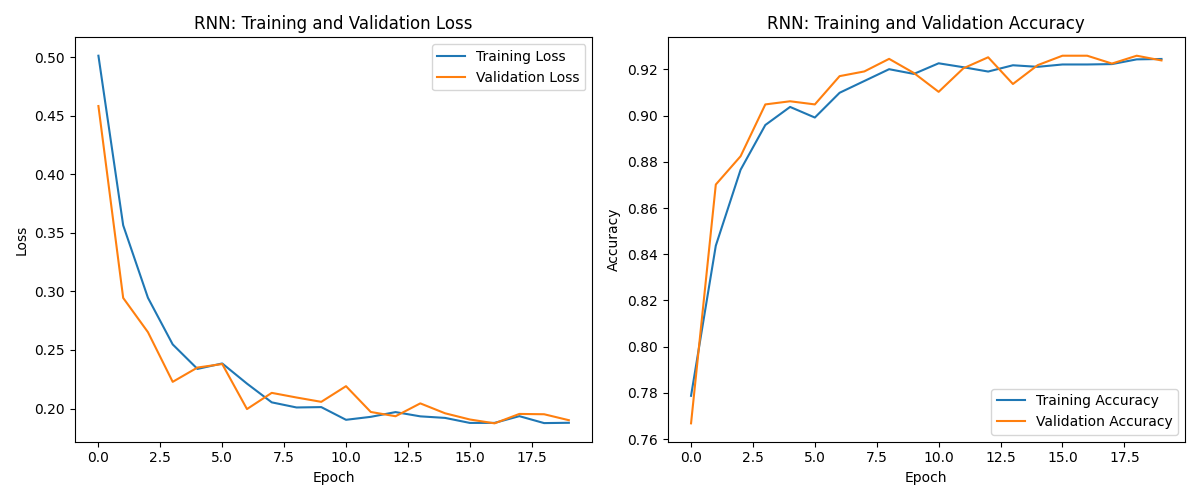 RNN: Training and Validation Loss
Training Loss
Validation Loss
0.50
0.45
0.40
0.35
0.30
0.25
0.20
Loss
0.0 2.5 5.0 7.5 10.0 12.5 15.0 17.5
Epoch
RNN: Training and Validation Accuracy
0.92
0.90
0.88
0.86
0.84
0.82
0.80
0.78
0.76
Accuracy
Training Accuracy
Validation Accuracy
0.0 2.5 5.0 7.5 10.0 12.5 15.0 17.5
Epoch